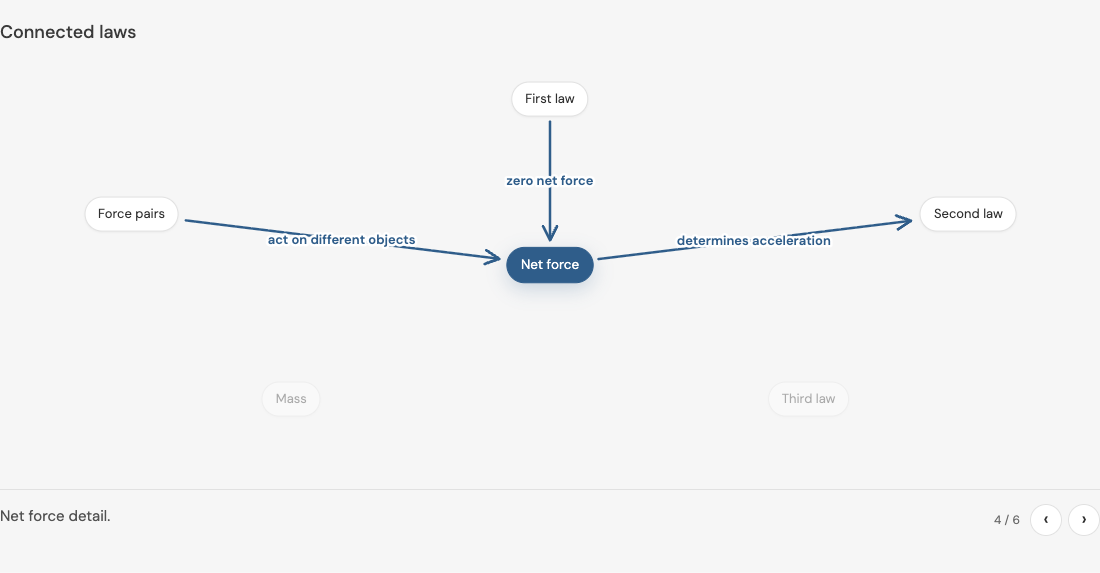 Connected laws
First law
zero net force
Force pairs
Second law
act on different objects
determines acceleration
Net force
Mass
Third law
Net force detail.
4 / 6
‹
›